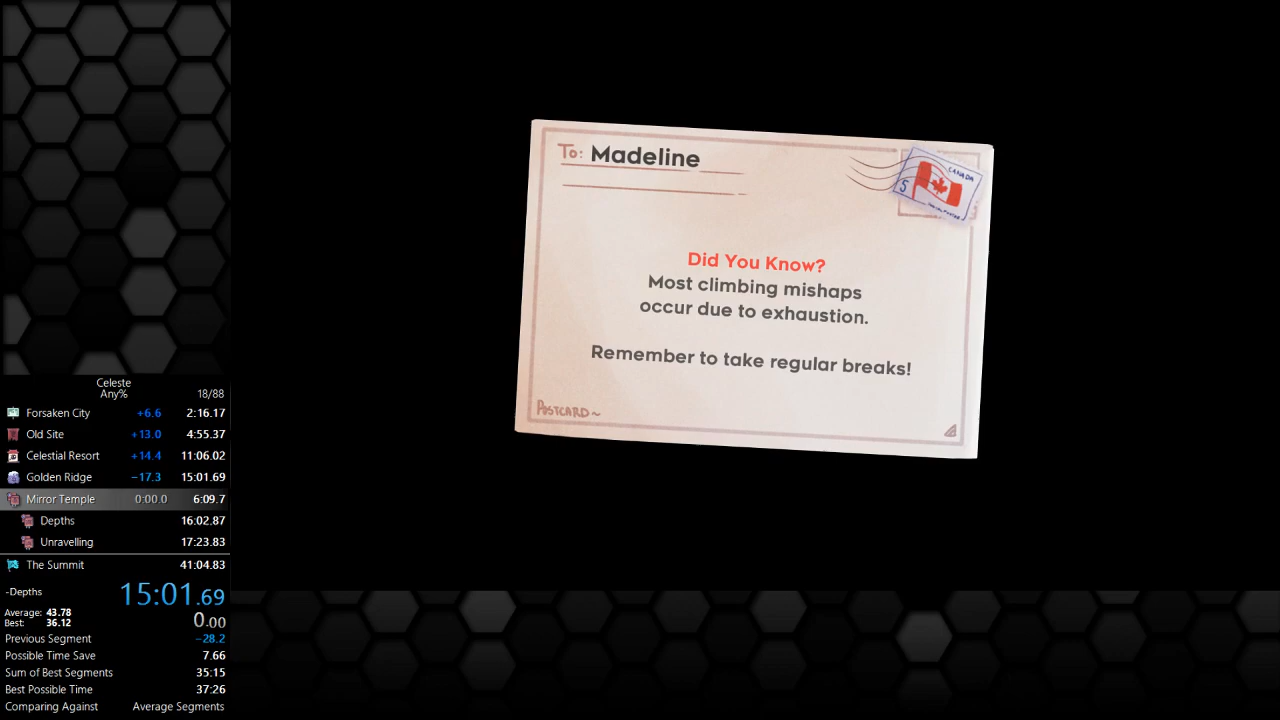 Celeste
Any% 18/88
Forsaken City +6.6 2:16.17
Old Site +13.0 4:55.37
Celestial Resort +14.4 11:06.02
Golden Ridge −17.3 15:01.69
Mirror Temple 0:00.0 6:09.7
Depths 16:02.87
Unravelling 17:23.83
The Summit 41:04.83
-Depths 15:01.69
Average: 43.78
Best: 36.12 0.00
Previous Segment −28.2
Possible Time Save 7.66
Sum of Best Segments 35:15
Best Possible Time 37:26
Comparing Against Average Segments
To: Madeline
CANADA
5
Did You Know?
Most climbing mishaps
occur due to exhaustion.
Remember to take regular breaks!
POSTCARD~